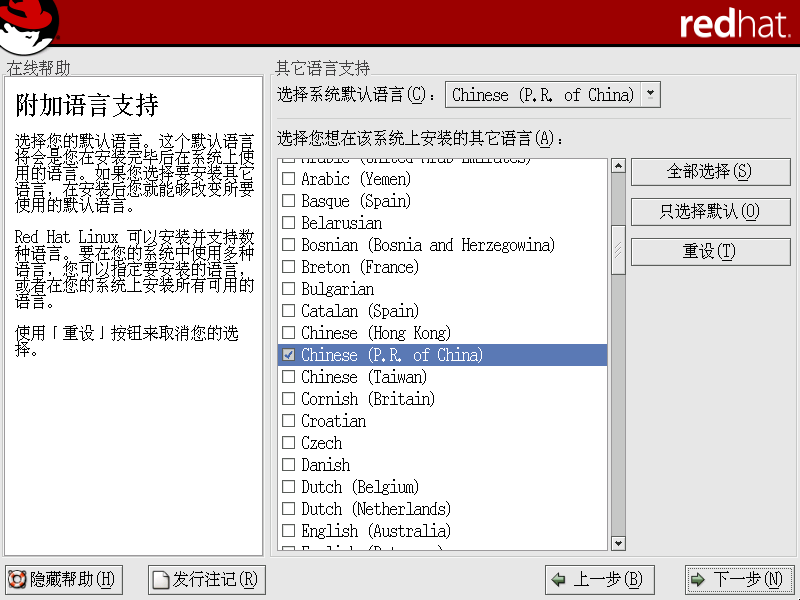 redhat.
在线帮助
附加语言支持
选择您的默认语言。这个默认语言
将会是您在安装完毕后在系统上使
用的语言。如果您选择要安装其它
语言，在安装后您就能够改变所要
使用的默认语言。
Red Hat Linux 可以安装并支持数
种语言。要在您的系统中使用多种
语言，您可以指定要安装的语言，
或者在您的系统上安装所有可用的
语言。
使用「重设」按钮来取消您的选
择。
其它语言支持
选择系统默认语言(C)： Chinese (P.R. of China)
选择您想在该系统上安装的其它语言(A)：
Arabic (United Arab Emirates)
Arabic (Yemen)
Basque (Spain)
Belarusian
Bosnian (Bosnia and Herzegowina)
Breton (France)
Bulgarian
Catalan (Spain)
Chinese (Hong Kong)
Chinese (P.R. of China)
Chinese (Taiwan)
Cornish (Britain)
Croatian
Czech
Danish
Dutch (Belgium)
Dutch (Netherlands)
English (Australia)
全部选择(S)
只选择默认(O)
重设(T)
隐藏帮助(H)
发行注记(R)
上一步(B)
下一步(N)